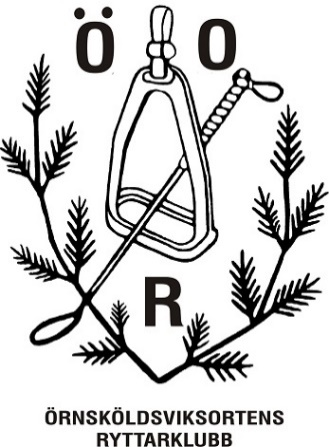 Ö O
R
ÖRNSKÖLDSVIKSORTENS
RYTTARKLUBB